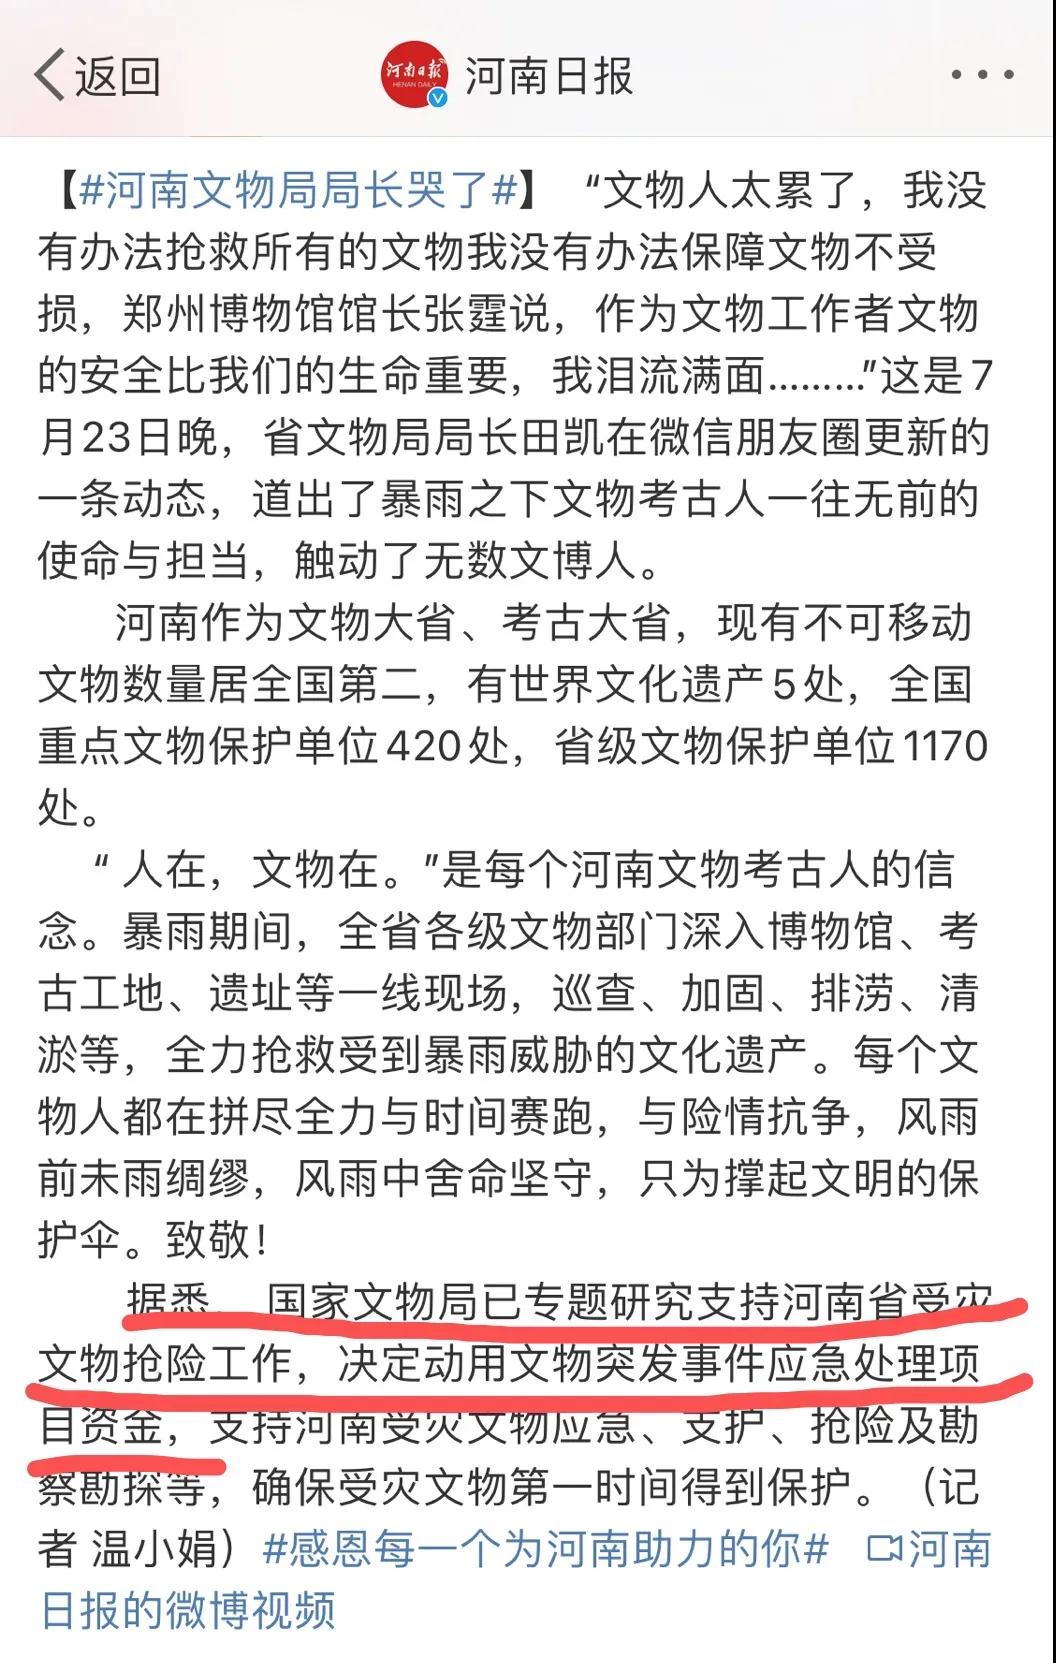 返回
河南日报
HENAN DAILY
河南日报
【#河南文物局局长哭了#】 “文物人太累了，我没
有办法抢救所有的文物我没有办法保障文物不受
损，郑州博物馆馆长张霆说，作为文物工作者文物
的安全比我们的生命重要，我泪流满面………”这是7
月23日晚，省文物局局长田凯在微信朋友圈更新的
一条动态，道出了暴雨之下文物考古人一往无前的
使命与担当，触动了无数文博人。
河南作为文物大省、考古大省，现有不可移动
文物数量居全国第二，有世界文化遗产5处，全国
重点文物保护单位420处，省级文物保护单位1170
处。
“ 人在，文物在。”是每个河南文物考古人的信
念。暴雨期间，全省各级文物部门深入博物馆、考
古工地、遗址等一线现场，巡查、加固、排涝、清
淤等，全力抢救受到暴雨威胁的文化遗产。每个文
物人都在拼尽全力与时间赛跑，与险情抗争，风雨
前未雨绸缪，风雨中舍命坚守，只为撑起文明的保
护伞。致敬！
据悉，国家文物局已专题研究支持河南省受灾
文物抢险工作，决定动用文物突发事件应急处理项
目资金，支持河南受灾文物应急、支护、抢险及勘
察勘探等，确保受灾文物第一时间得到保护。（记
者 温小娟）#感恩每一个为河南助力的你# 河南
日报的微博视频